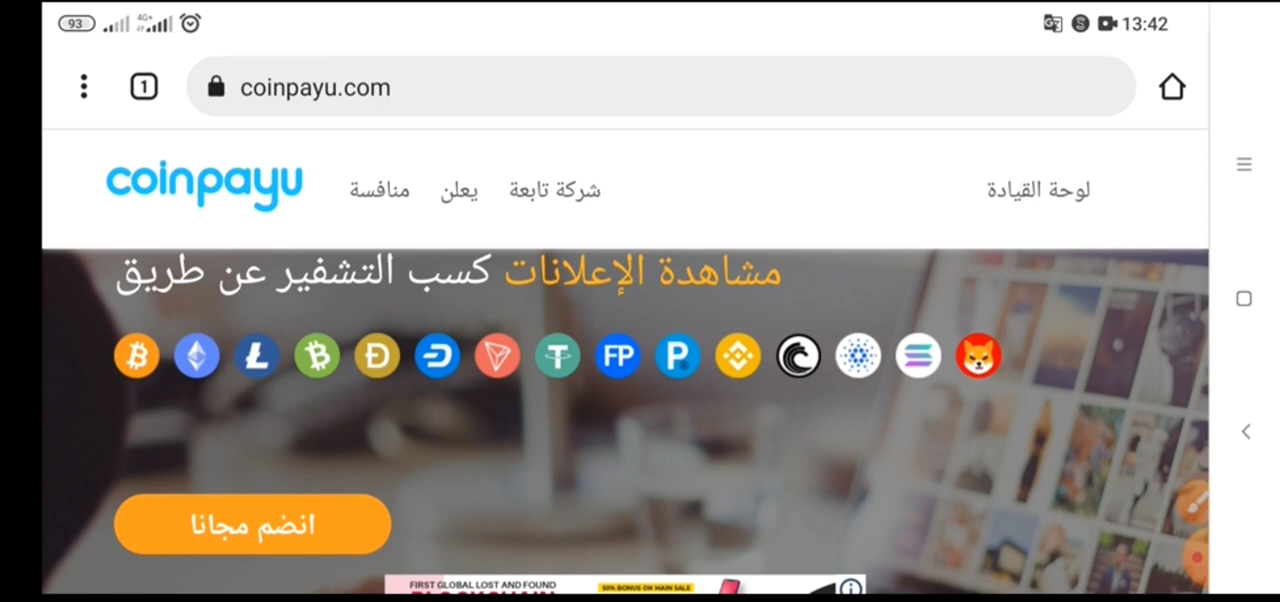 93 4G+ 13:42
1 coinpayu.com
coinpayu منافسة يعلن شركة تابعة لوحة القيادة
مشاهدة الإعلانات كسب التشفير عن طريق
FP
انضم مجانا
FIRST GLOBAL LOST AND FOUND
50% BONUS ON MAIN SALE
BLOCKCHAIN